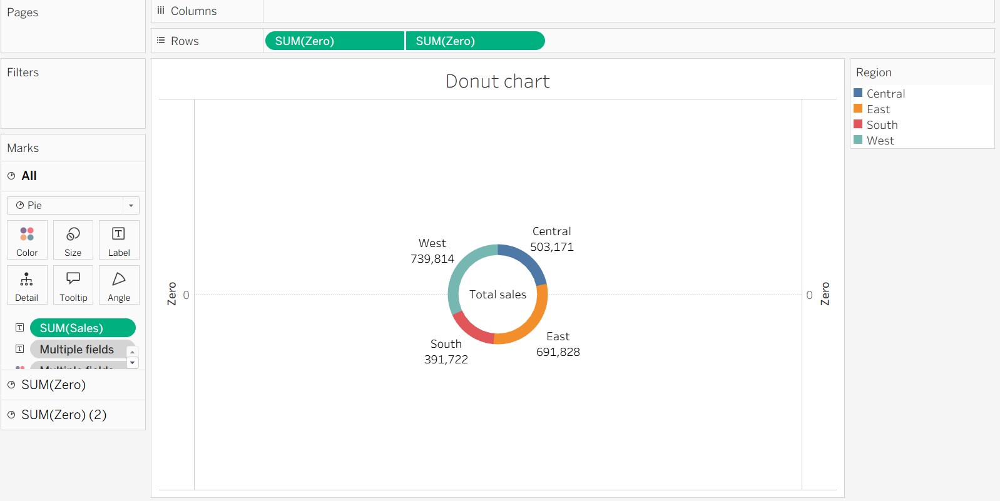 Pages
Columns
Rows
SUM(Zero)
SUM(Zero)
Filters
Marks
All
Pie
Color
Size
Label
Detail
Tooltip
Angle
SUM(Sales)
Multiple fields
SUM(Zero)
SUM(Zero) (2)
Donut chart
Zero
0
West
739,814
Central
503,171
Total sales
South
391,722
East
691,828
0
Zero
Region
Central
East
South
West